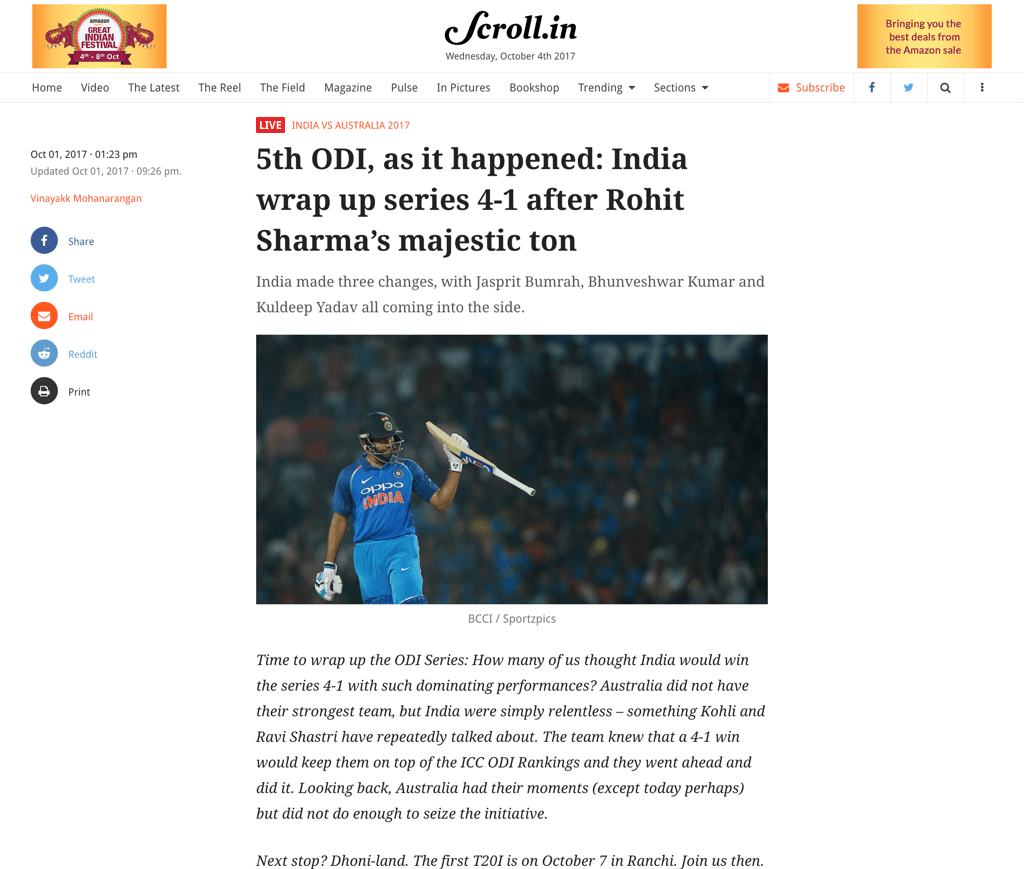 amazon
GREAT
INDIAN
FESTIVAL
4th - 8th Oct
Scroll.in
Wednesday, October 4th 2017
Bringing you the
best deals from
the Amazon sale
Home Video The Latest The Reel The Field Magazine Pulse In Pictures Bookshop Trending Sections Subscribe
LIVE INDIA VS AUSTRALIA 2017
Oct 01, 2017 · 01:23 pm
Updated Oct 01, 2017 · 09:26 pm.
Vinayakk Mohanarangan
Share
Tweet
Email
Reddit
Print
5th ODI, as it happened: India
wrap up series 4-1 after Rohit
Sharma’s majestic ton
India made three changes, with Jasprit Bumrah, Bhunveshwar Kumar and
Kuldeep Yadav all coming into the side.
oppo
INDIA
BCCI / Sportzpics
Time to wrap up the ODI Series: How many of us thought India would win
the series 4-1 with such dominating performances? Australia did not have
their strongest team, but India were simply relentless – something Kohli and
Ravi Shastri have repeatedly talked about. The team knew that a 4-1 win
would keep them on top of the ICC ODI Rankings and they went ahead and
did it. Looking back, Australia had their moments (except today perhaps)
but did not do enough to seize the initiative.
Next stop? Dhoni-land. The first T20I is on October 7 in Ranchi. Join us then.